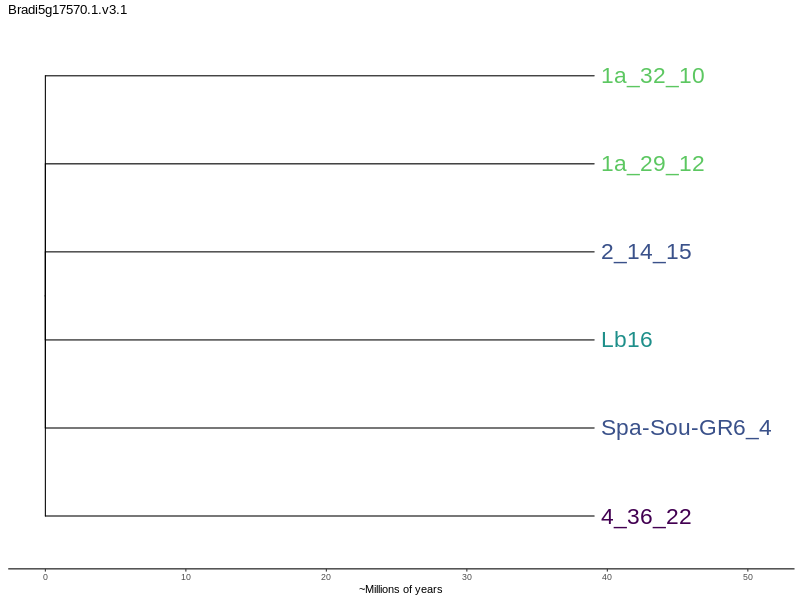 Bradi5g17570.1.v3.1
1a_32_10
1a_29_12
2_14_15
Lb16
Spa-Sou-GR6_4
4_36_22
0 10 20 30 40 50
~Millions of years